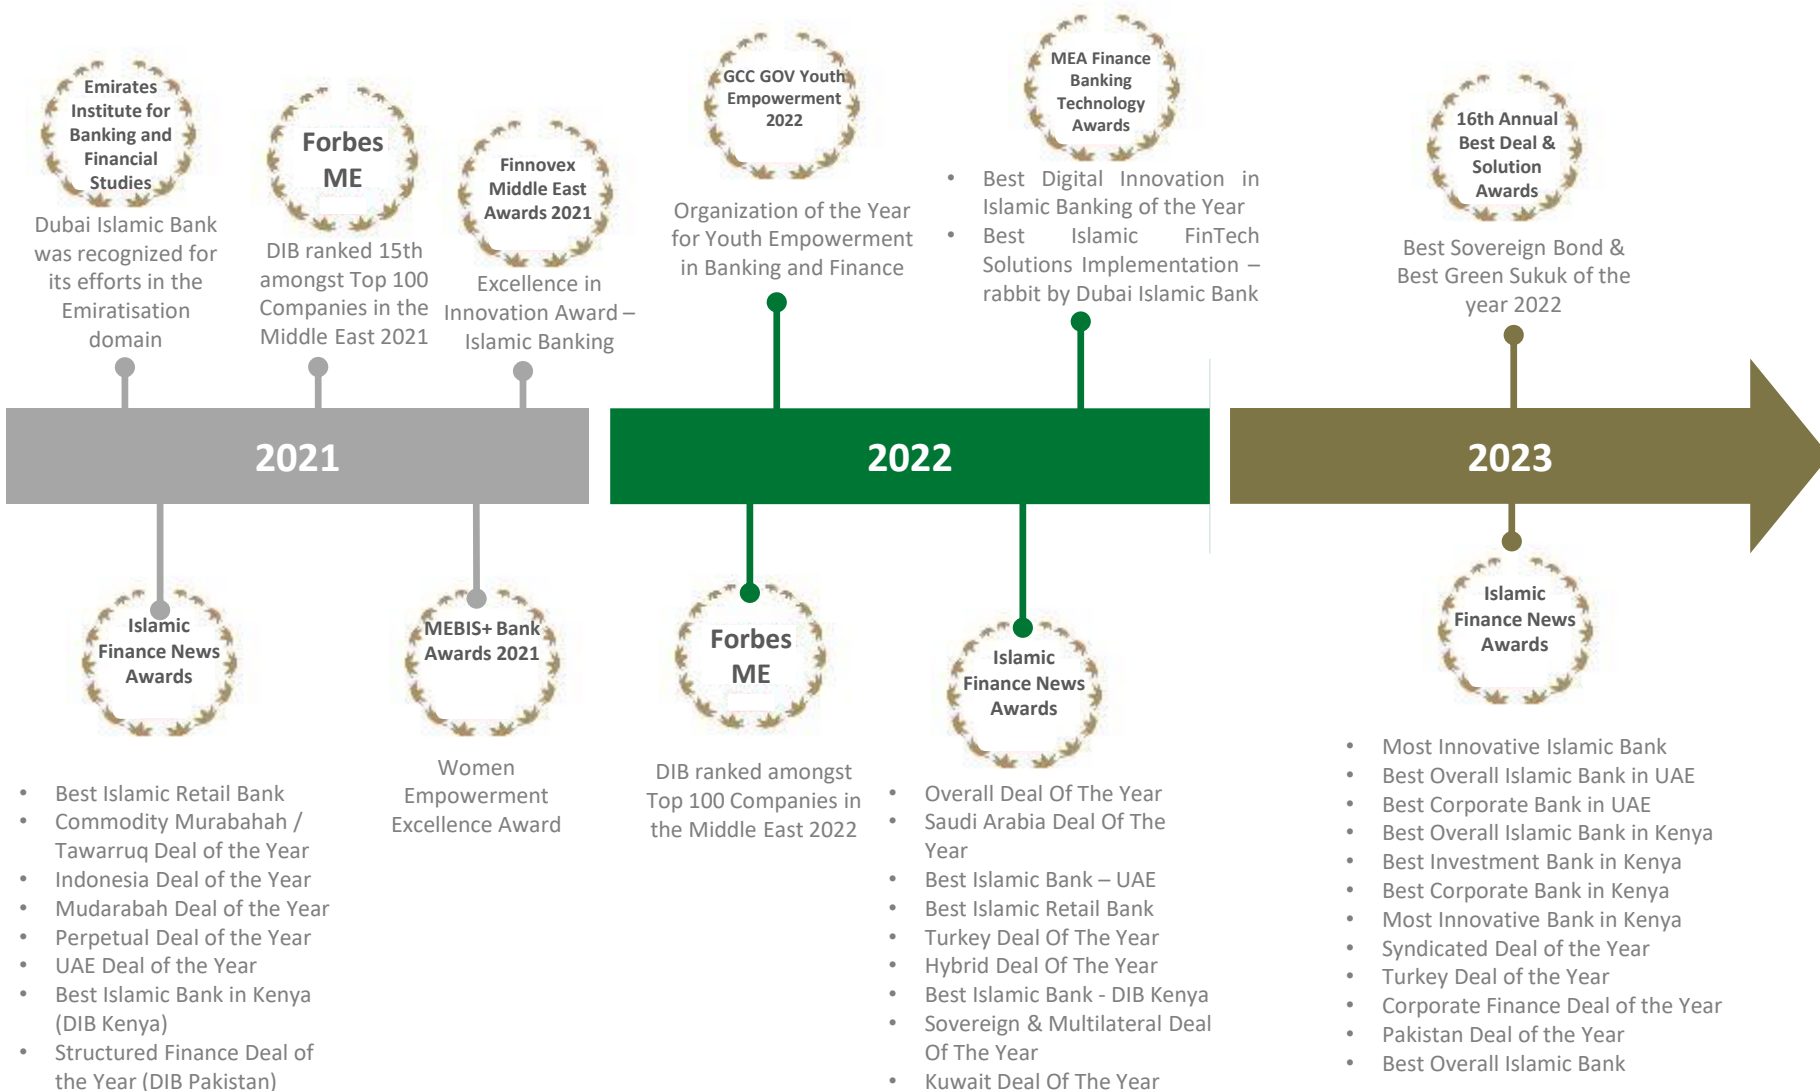 Emirates
Institute for
Banking and
Financial
Studies
Dubai Islamic Bank
was recognized for
its efforts in the
Emiratisation
domain
Forbes
ME
DIB ranked 15th
amongst Top 100
Companies in the
Middle East 2021
Finnovex
Middle East
Awards 2021
Excellence in
Innovation Award –
Islamic Banking
GCC GOV Youth
Empowerment
2022
Organization of the Year
for Youth Empowerment
in Banking and Finance
MEA Finance
Banking
Technology
Awards
• Best Digital Innovation in
Islamic Banking of the Year
• Best Islamic FinTech
Solutions Implementation –
rabbit by Dubai Islamic Bank
16th Annual
Best Deal &
Solution
Awards
Best Sovereign Bond &
Best Green Sukuk of the
year 2022
2021
2022
2023
Islamic
Finance News
Awards
• Best Islamic Retail Bank
• Commodity Murabahah /
Tawarruq Deal of the Year
• Indonesia Deal of the Year
• Mudarabah Deal of the Year
• Perpetual Deal of the Year
• UAE Deal of the Year
• Best Islamic Bank in Kenya
(DIB Kenya)
• Structured Finance Deal of
the Year (DIB Pakistan)
MEBIS+ Bank
Awards 2021
Women
Empowerment
Excellence Award
Forbes
ME
DIB ranked amongst
Top 100 Companies in
the Middle East 2022
Islamic
Finance News
Awards
• Overall Deal Of The Year
• Saudi Arabia Deal Of The
Year
• Best Islamic Bank – UAE
• Best Islamic Retail Bank
• Turkey Deal Of The Year
• Hybrid Deal Of The Year
• Best Islamic Bank - DIB Kenya
• Sovereign & Multilateral Deal
Of The Year
• Kuwait Deal Of The Year
Islamic
Finance News
Awards
• Most Innovative Islamic Bank
• Best Overall Islamic Bank in UAE
• Best Corporate Bank in UAE
• Best Overall Islamic Bank in Kenya
• Best Investment Bank in Kenya
• Best Corporate Bank in Kenya
• Most Innovative Bank in Kenya
• Syndicated Deal of the Year
• Turkey Deal of the Year
• Corporate Finance Deal of the Year
• Pakistan Deal of the Year
• Best Overall Islamic Bank